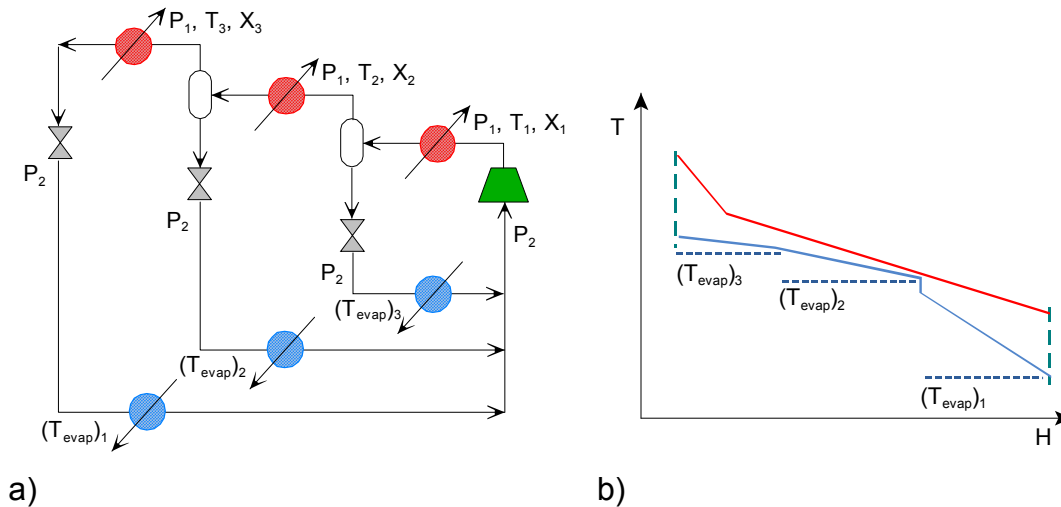 P₁, T₃, X₃
P₁, T₂, X₂
P₁, T₁, X₁
P₂
P₂
P₂
P₂
(Tevap)₃
(Tevap)₂
(Tevap)₁
a)
T
(Tevap)₃
(Tevap)₂
(Tevap)₁
H
b)